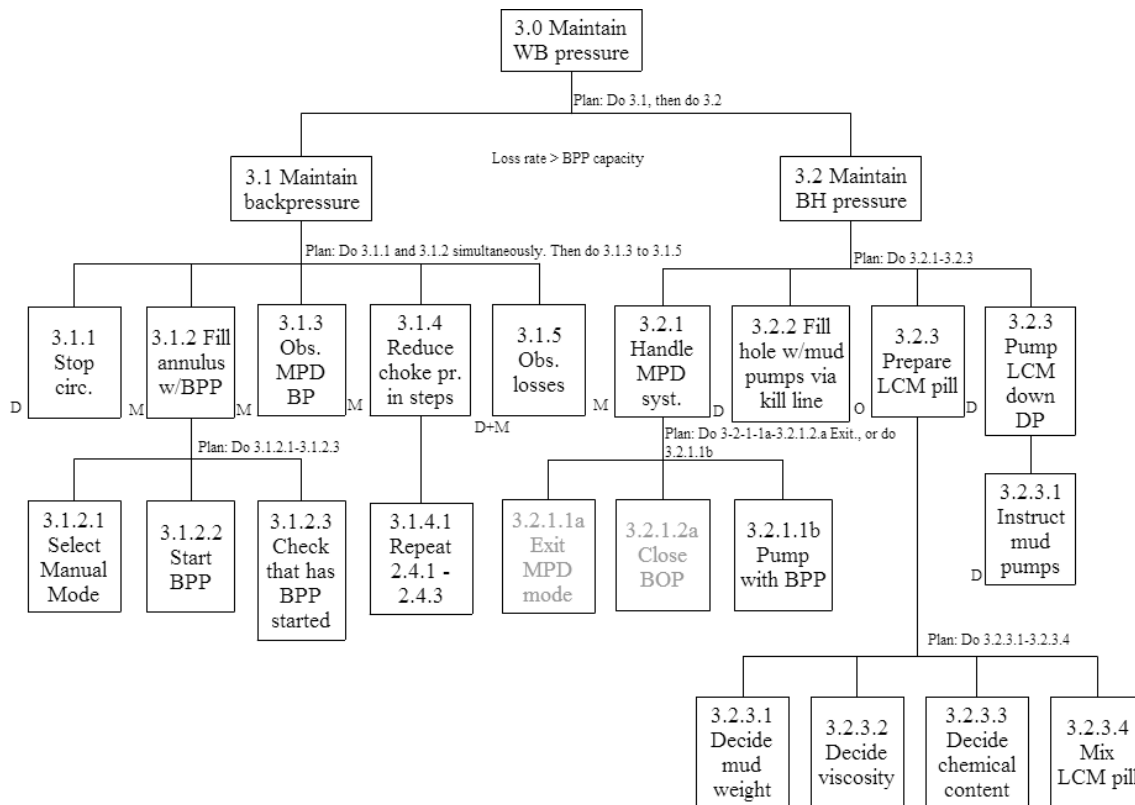 3.0 Maintain
WB pressure
Plan: Do 3.1, then do 3.2
Loss rate > BPP capacity
3.1 Maintain
backpressure
3.2 Maintain
BH pressure
Plan: Do 3.1.1 and 3.1.2 simultaneously. Then do 3.1.3 to 3.1.5
Plan: Do 3.2.1-3.2.3
3.1.1
Stop
circ.
D
3.1.2 Fill
annulus
w/BPP
M
3.1.3
Obs.
MPD
BP
M
3.1.4
Reduce
choke pr.
in steps
M
3.1.5
Obs.
losses
D+M
3.2.1
Handle
MPD
syst.
M
3.2.2 Fill
hole w/mud
pumps via
kill line
D
3.2.3
Prepare
LCM pill
O
3.2.3
Pump
LCM
down
DP
D
Plan: Do 3.1.2.1-3.1.2.3
Plan: Do 3-2-1-1a-3.2.1.2.a Exit., or do
3.2.1.1b
3.1.2.1
Select
Manual
Mode
3.1.2.2
Start
BPP
3.1.2.3
Check
that has
BPP
started
3.1.4.1
Repeat
2.4.1 -
2.4.3
3.2.1.1a
Exit
MPD
mode
3.2.1.2a
Close
BOP
3.2.1.1b
Pump
with BPP
3.2.3.1
Instruct
mud
pumps
D
Plan: Do 3.2.3.1-3.2.3.4
3.2.3.1
Decide
mud
weight
3.2.3.2
Decide
viscosity
3.2.3.3
Decide
chemical
content
3.2.3.4
Mix
LCM pill